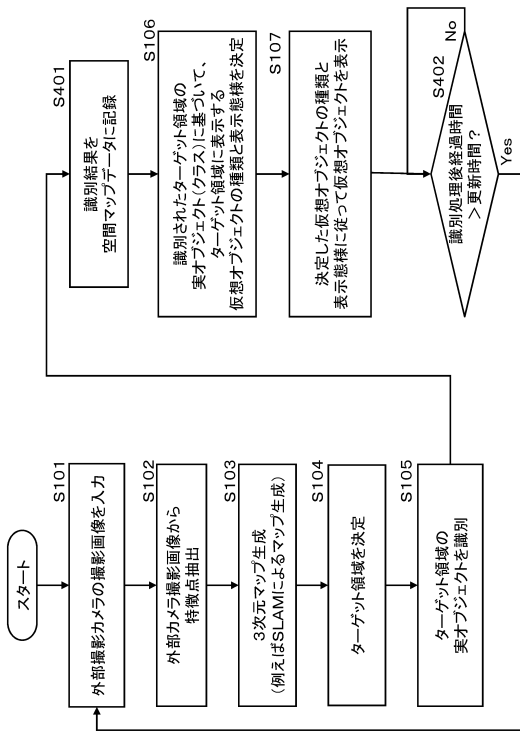 スタート
S101
外部撮影カメラの撮影画像を入力
S102
外部カメラ撮影画像から
特徴点抽出
S103
3次元マップ生成
(例えばSLAMによるマップ生成)
S104
ターゲット領域を決定
S105
ターゲット領域の
実オブジェクトを識別
S401
識別結果を
空間マップデータに記録
S106
識別されたターゲット領域の
実オブジェクト(クラス)に基づいて、
ターゲット領域に表示する
仮想オブジェクトの種類と表示態様を決定
S107
決定した仮想オブジェクトの種類と
表示態様に従って仮想オブジェクトを表示
S402
識別処理後経過時間
>更新時間?
No
Yes